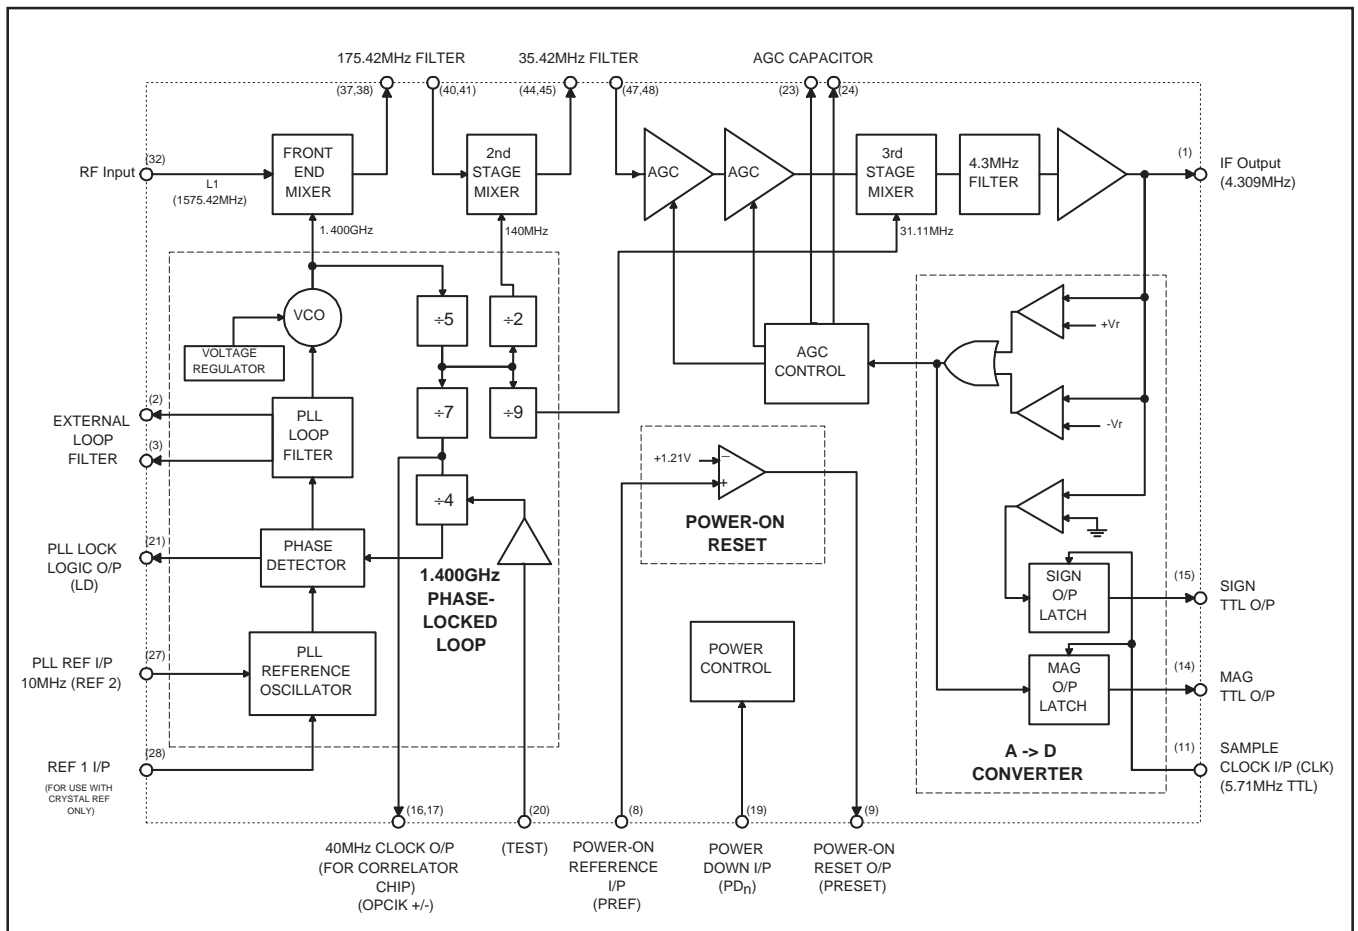 175.42MHz FILTER
35.42MHz FILTER
AGC CAPACITOR
(37,38)
(40,41)
(44,45)
(47,48)
(23)
(24)
RF Input
(32)
L1
(1575.42MHz)
FRONT
END
MIXER
2nd
STAGE
MIXER
AGC
AGC
3rd
STAGE
MIXER
4.3MHz
FILTER
(1)
IF Output
(4.309MHz)
1.400GHz
140MHz
31.11MHz
VCO
÷5
÷2
VOLTAGE
REGULATOR
÷7
÷9
AGC
CONTROL
+Vr
-Vr
EXTERNAL
LOOP
FILTER
(2)
(3)
PLL
LOOP
FILTER
÷4
+1.21V
−
+
POWER-ON
RESET
PLL LOCK
LOGIC O/P
(LD)
(21)
PHASE
DETECTOR
1.400GHz
PHASE-
LOCKED
LOOP
SIGN
O/P
LATCH
(15)
SIGN
TTL O/P
PLL REF I/P
10MHz (REF 2)
(27)
PLL
REFERENCE
OSCILLATOR
POWER
CONTROL
MAG
O/P
LATCH
(14)
MAG
TTL O/P
REF 1 I/P
(FOR USE WITH
CRYSTAL REF
ONLY)
(28)
A -> D
CONVERTER
(11)
SAMPLE
CLOCK I/P (CLK)
(5.71MHz TTL)
(16,17)
(20)
(8)
(19)
(9)
40MHz CLOCK O/P
(FOR CORRELATOR
CHIP)
(OPCIK +/-)
(TEST)
POWER-ON
REFERENCE
I/P
(PREF)
POWER
DOWN I/P
(PDn)
POWER-ON
RESET O/P
(PRESET)